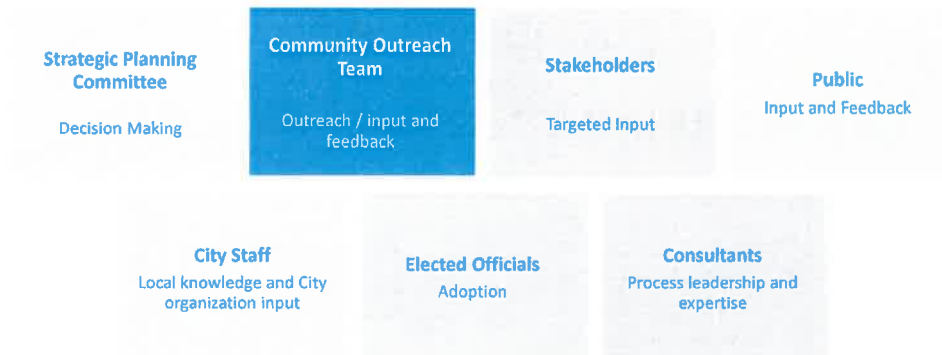 Strategic Planning
Committee
Decision Making
Community Outreach
Team
Outreach / input and
feedback
Stakeholders
Targeted Input
Public
Input and Feedback
City Staff
Local knowledge and City
organization input
Elected Officials
Adoption
Consultants
Process leadership and
expertise